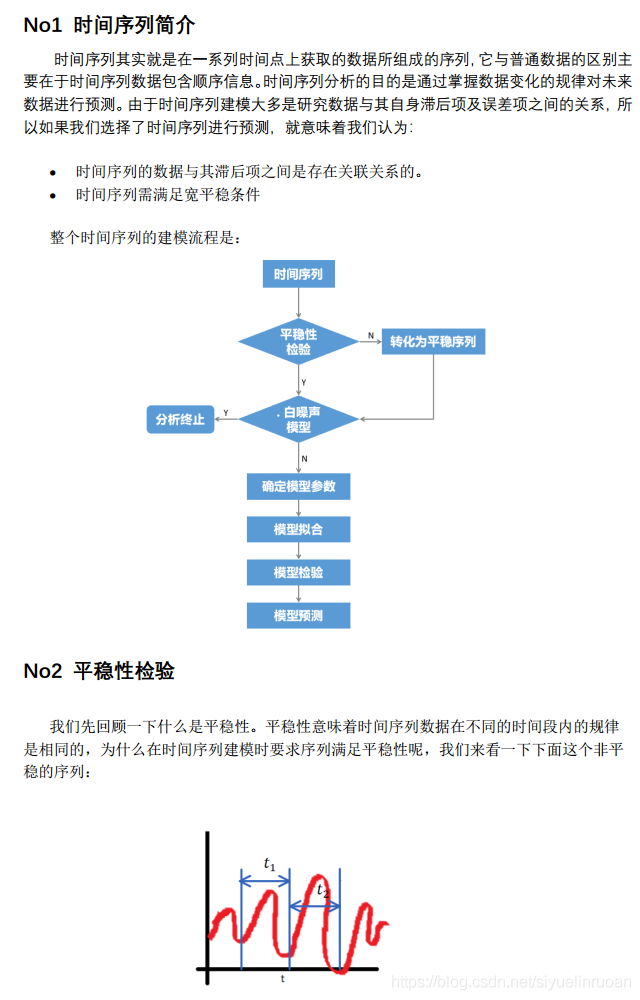 No1 时间序列简介
时间序列其实就是在一系列时间点上获取的数据所组成的序列，它与普通数据的区别主
要在于时间序列数据包含顺序信息。时间序列分析的目的是通过掌握数据变化的规律对未来
数据进行预测。由于时间序列建模大多是研究数据与其自身滞后项及误差项之间的关系，所
以如果我们选择了时间序列进行预测，就意味着我们认为：
• 时间序列的数据与其滞后项之间是存在关联关系的。
• 时间序列需满足宽平稳条件
整个时间序列的建模流程是：
时间序列
平稳性
检验
N
转化为平稳序列
Y
分析终止
Y
. 白噪声
模型
N
确定模型参数
模型拟合
模型检验
模型预测
No2 平稳性检验
我们先回顾一下什么是平稳性。平稳性意味着时间序列数据在不同的时间段内的规律
是相同的，为什么在时间序列建模时要求序列满足平稳性呢，我们来看一下下面这个非平
稳的序列：
t₁
t₂
t
https://blog.csdn.net/siyuelinruoan